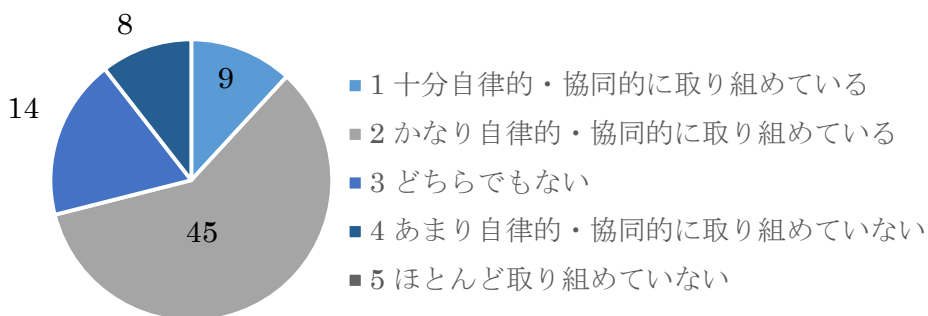 8
9
14
45
1 十分自律的・協同的に取り組めている
2 かなり自律的・協同的に取り組めている
3 どちらでもない
4 あまり自律的・協同的に取り組めていない
5 ほとんど取り組めていない